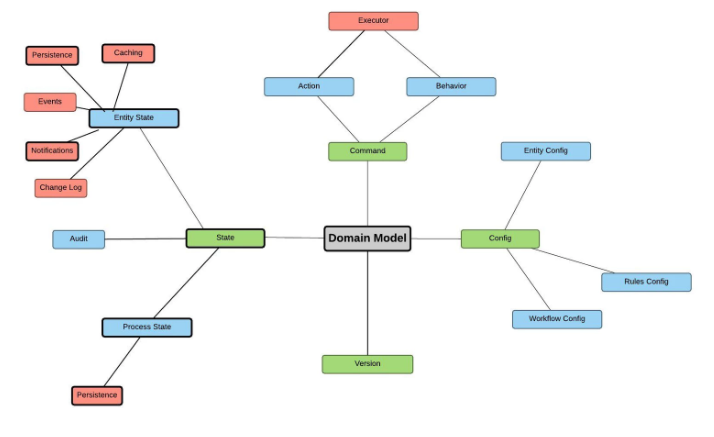 Executor
Persistence
Caching
Action
Behavior
Events
Entity State
Notifications
Command
Entity Config
Change Log
Audit
State
Domain Model
Config
Rules Config
Workflow Config
Process State
Version
Persistence